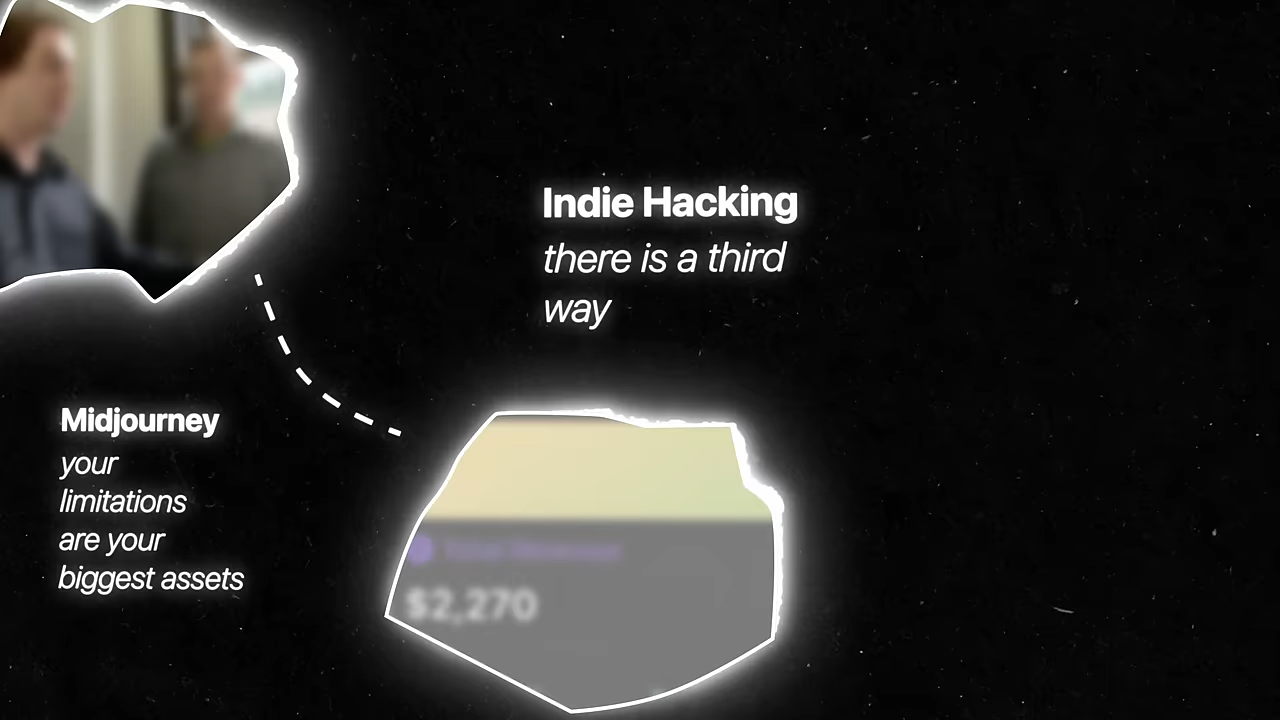 Indie Hacking
there is a third
way
Midjourney
your
limitations
are your
biggest assets
$2,270